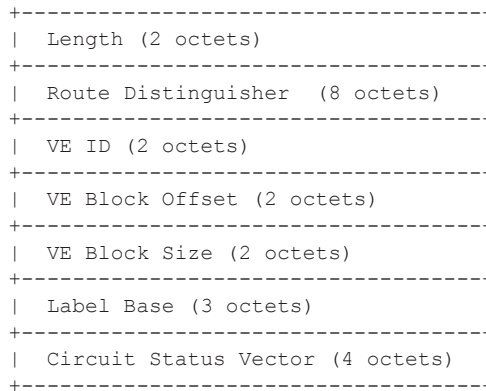 +--------------------------------------
| Length (2 octets)
+--------------------------------------
| Route Distinguisher  (8 octets)
+--------------------------------------
| VE ID (2 octets)
+--------------------------------------
| VE Block Offset (2 octets)
+--------------------------------------
| VE Block Size (2 octets)
+--------------------------------------
| Label Base (3 octets)
+--------------------------------------
| Circuit Status Vector (4 octets)
+--------------------------------------